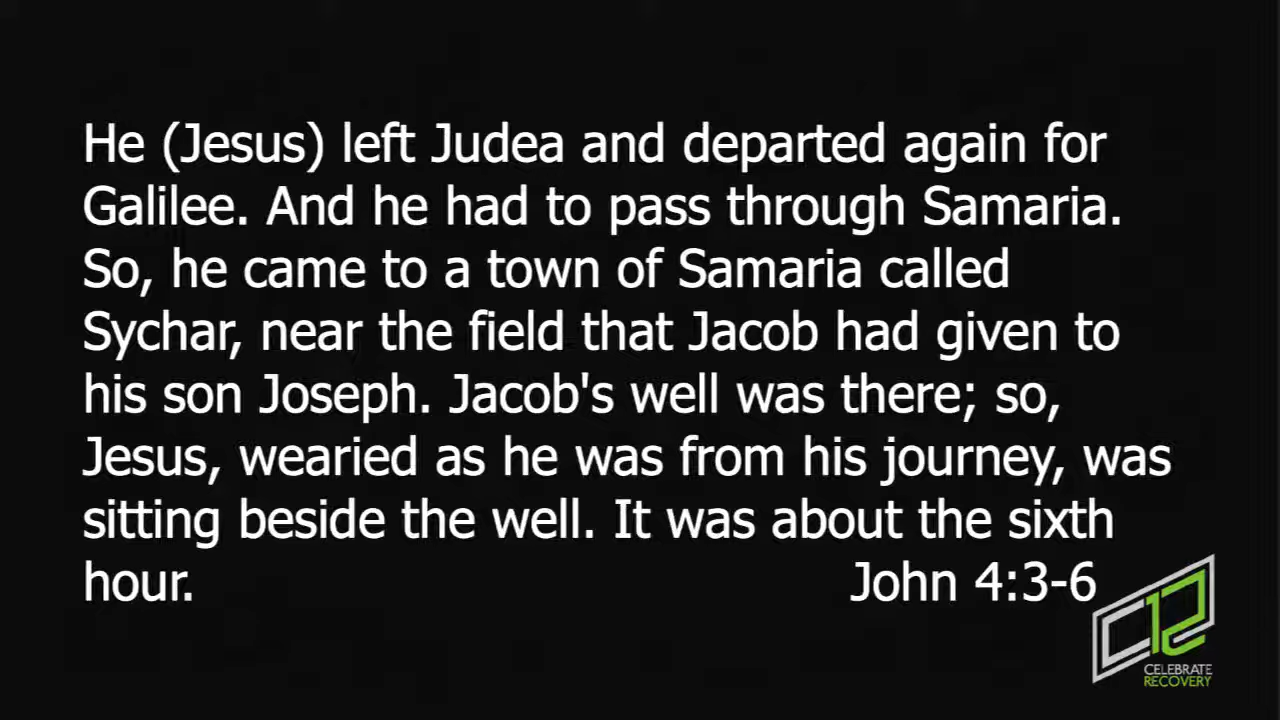 He (Jesus) left Judea and departed again for
Galilee. And he had to pass through Samaria.
So, he came to a town of Samaria called
Sychar, near the field that Jacob had given to
his son Joseph. Jacob's well was there; so,
Jesus, wearied as he was from his journey, was
sitting beside the well. It was about the sixth
hour. John 4:3-6
C12
CELEBRATE
RECOVERY